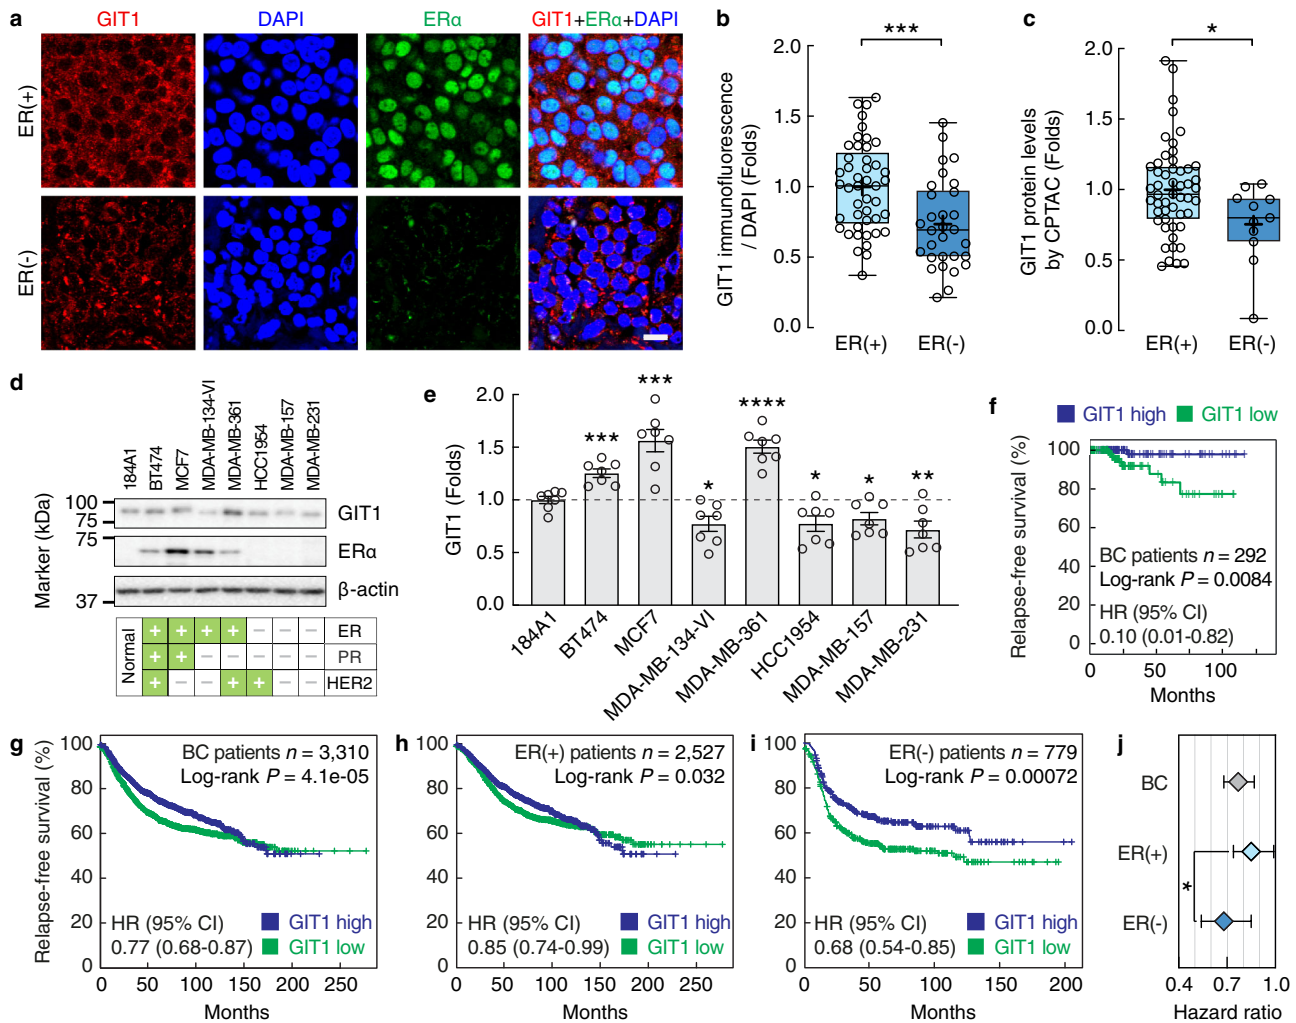 a
GIT1
DAPI
ERα
GIT1+ERα+DAPI
ER(+)
ER(-)
b
***
GIT1 immunofluorescence
/ DAPI (Folds)
2.0
1.5
1.0
0.5
0.0
ER(+)
ER(-)
c
*
GIT1 protein levels
by CPTAC (Folds)
2.0
1.5
1.0
0.5
0.0
ER(+)
ER(-)
d
184A1
BT474
MCF7
MDA-MB-134-VI
MDA-MB-361
HCC1954
MDA-MB-157
MDA-MB-231
Marker (kDa)
100
75
GIT1
75
ERα
37
β-actin
Normal
+ + + + − − − ER
+ + − − − − − PR
+ − − + + − − HER2
e
GIT1 (Folds)
2.0
1.5
1.0
0.5
0.0
*** *** * **** * * **
184A1
BT474
MCF7
MDA-MB-134-VI
MDA-MB-361
HCC1954
MDA-MB-157
MDA-MB-231
f
GIT1 high
GIT1 low
Relapse-free survival (%)
100
80
60
40
20
0
BC patients n = 292
Log-rank P = 0.0084
HR (95% CI)
0.10 (0.01-0.82)
0 50 100
Months
g
Relapse-free survival (%)
100
80
60
40
20
0
BC patients n = 3,310
Log-rank P = 4.1e-05
HR (95% CI)
0.77 (0.68-0.87)
GIT1 high
GIT1 low
0 50 100 150 200 250
Months
h
100
80
60
40
20
0
ER(+) patients n = 2,527
Log-rank P = 0.032
HR (95% CI)
0.85 (0.74-0.99)
GIT1 high
GIT1 low
0 50 100 150 200 250
Months
i
100
80
60
40
20
0
ER(-) patients n = 779
Log-rank P = 0.00072
HR (95% CI)
0.68 (0.54-0.85)
GIT1 high
GIT1 low
0 50 100 150 200
Months
j
BC
ER(+)
*
ER(-)
0.4 0.7 1.0
Hazard ratio